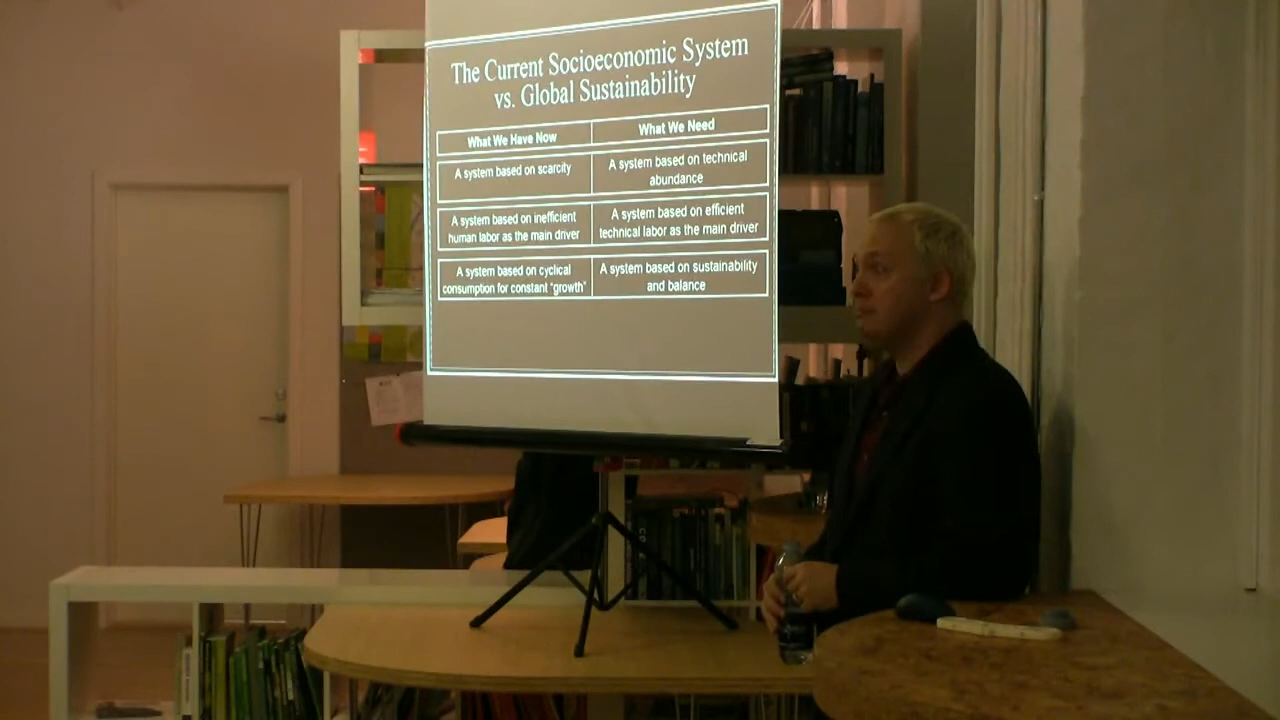 The Current Socioeconomic System
vs. Global Sustainability
What We Have Now
What We Need
A system based on scarcity
A system based on technical
abundance
A system based on inefficient
human labor as the main driver
A system based on efficient
technical labor as the main driver
A system based on cyclical
consumption for constant "growth"
A system based on sustainability
and balance